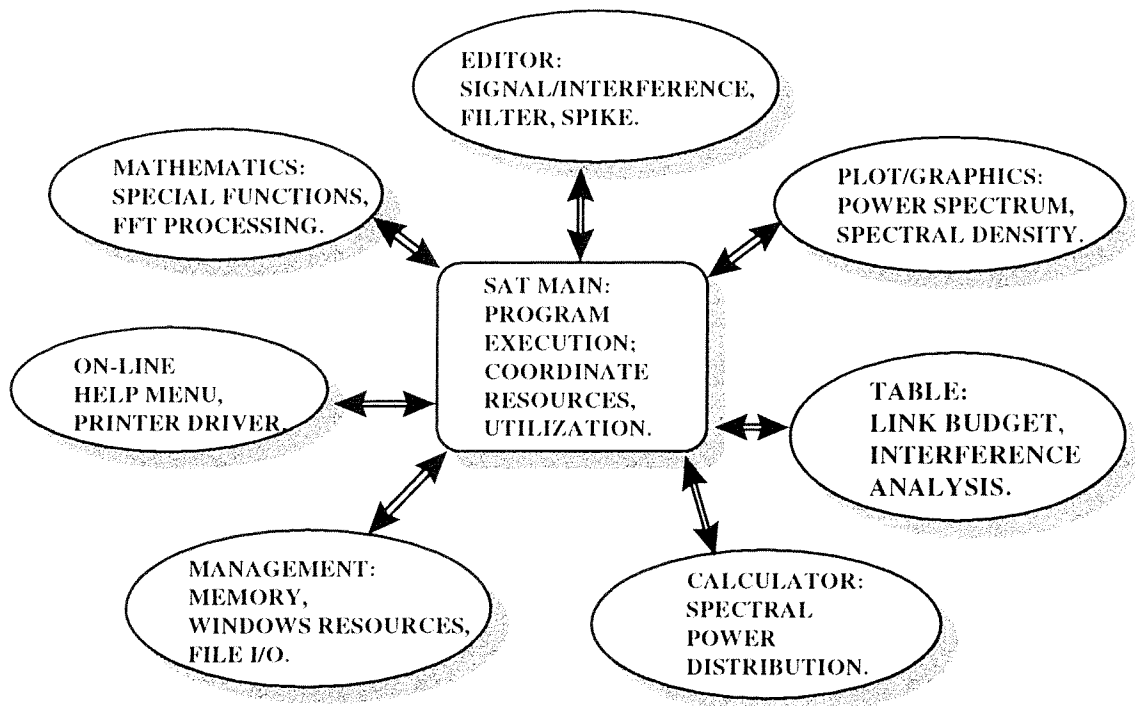 EDITOR:
SIGNAL/INTERFERENCE,
FILTER, SPIKE.
MATHEMATICS:
SPECIAL FUNCTIONS,
FFT PROCESSING.
PLOT/GRAPHICS:
POWER SPECTRUM,
SPECTRAL DENSITY.
SAT MAIN:
PROGRAM
EXECUTION;
COORDINATE
RESOURCES,
UTILIZATION.
ON-LINE
HELP MENU,
PRINTER DRIVER.
TABLE:
LINK BUDGET,
INTERFERENCE
ANALYSIS.
MANAGEMENT:
MEMORY,
WINDOWS RESOURCES,
FILE I/O.
CALCULATOR:
SPECTRAL
POWER
DISTRIBUTION.